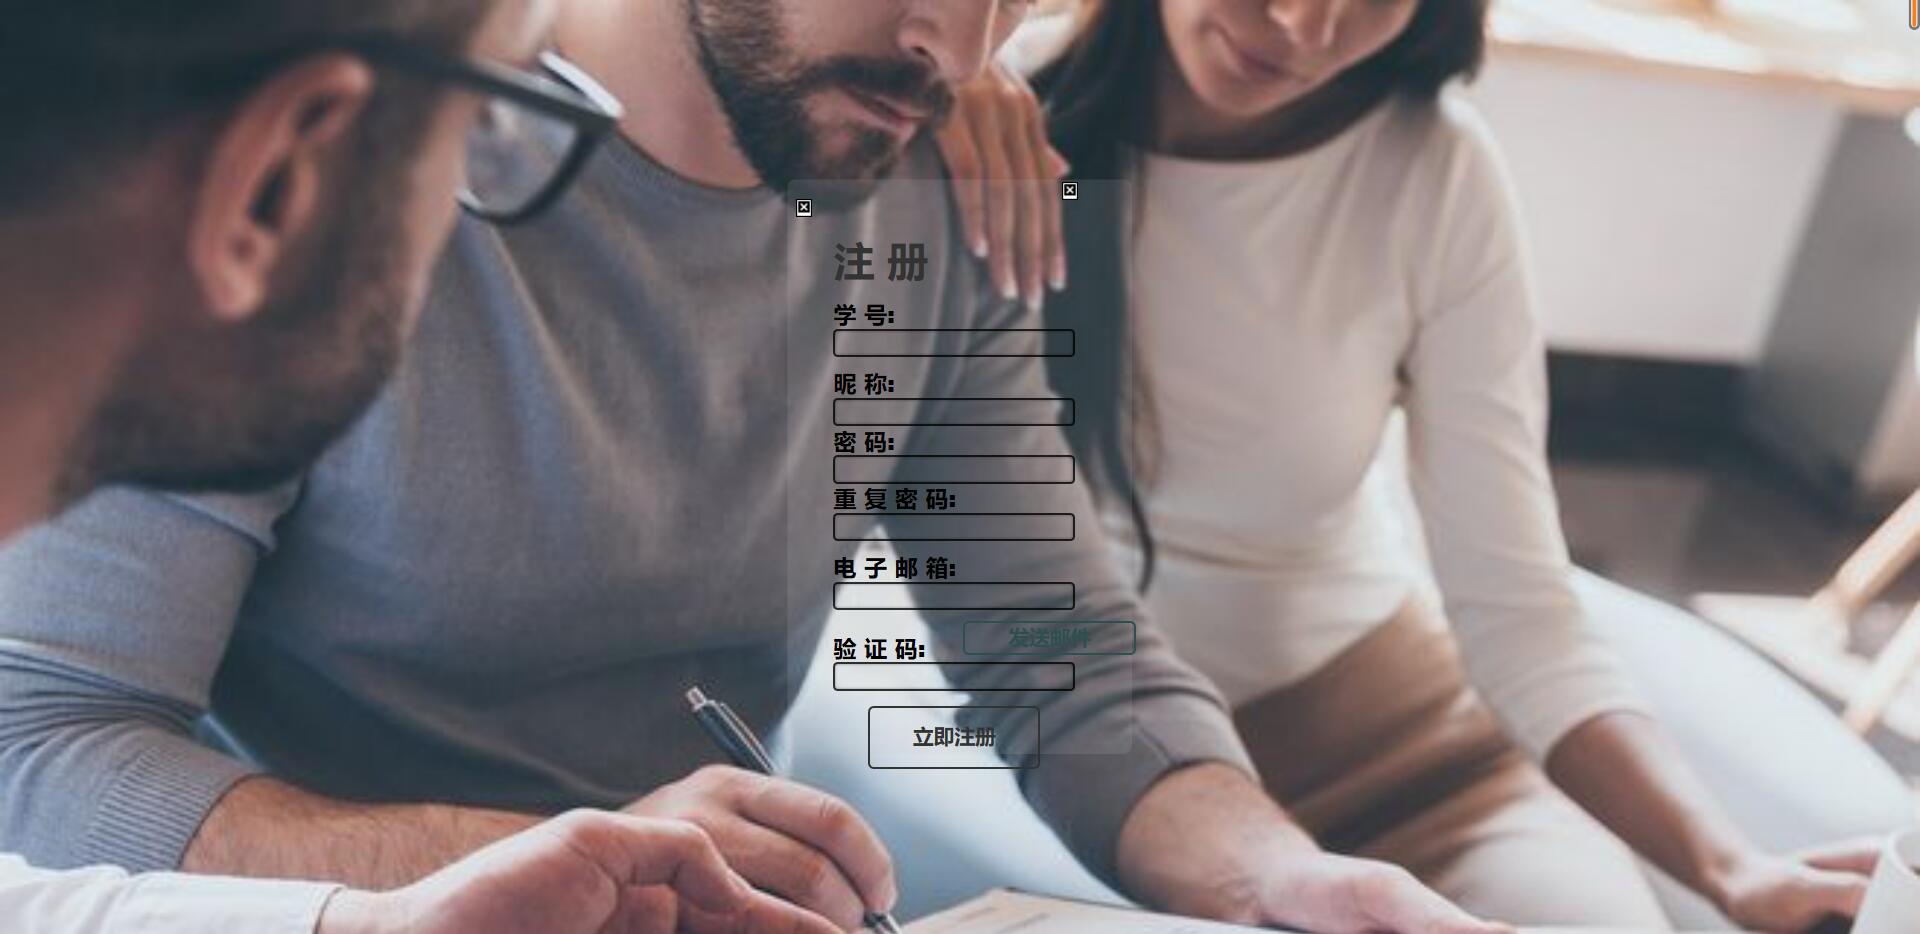 注 册
学 号:
昵 称:
密 码:
重 复 密 码:
电 子 邮 箱:
发送邮件
验 证 码:
立即注册